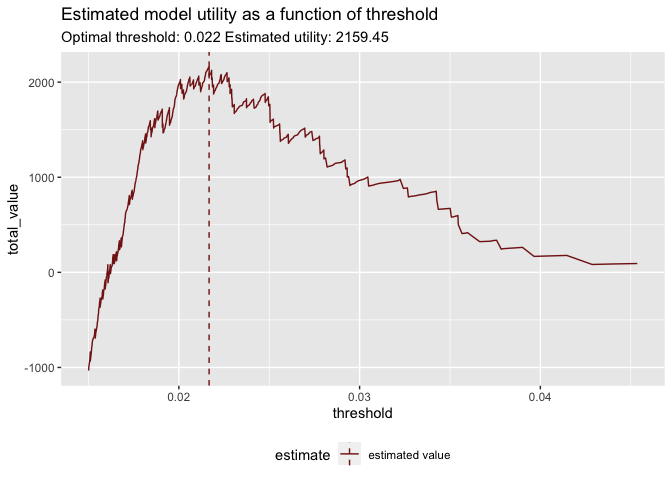 Estimated model utility as a function of threshold
Optimal threshold: 0.022 Estimated utility: 2159.45
total_value
2000
1000
0
-1000
0.02
0.03
0.04
threshold
estimate
estimated value